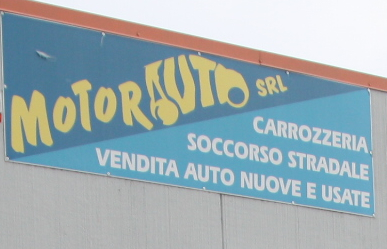 MOTORAUTO SRL
CARROZZERIA
SOCCORSO STRADALE
VENDITA AUTO NUOVE E USATE